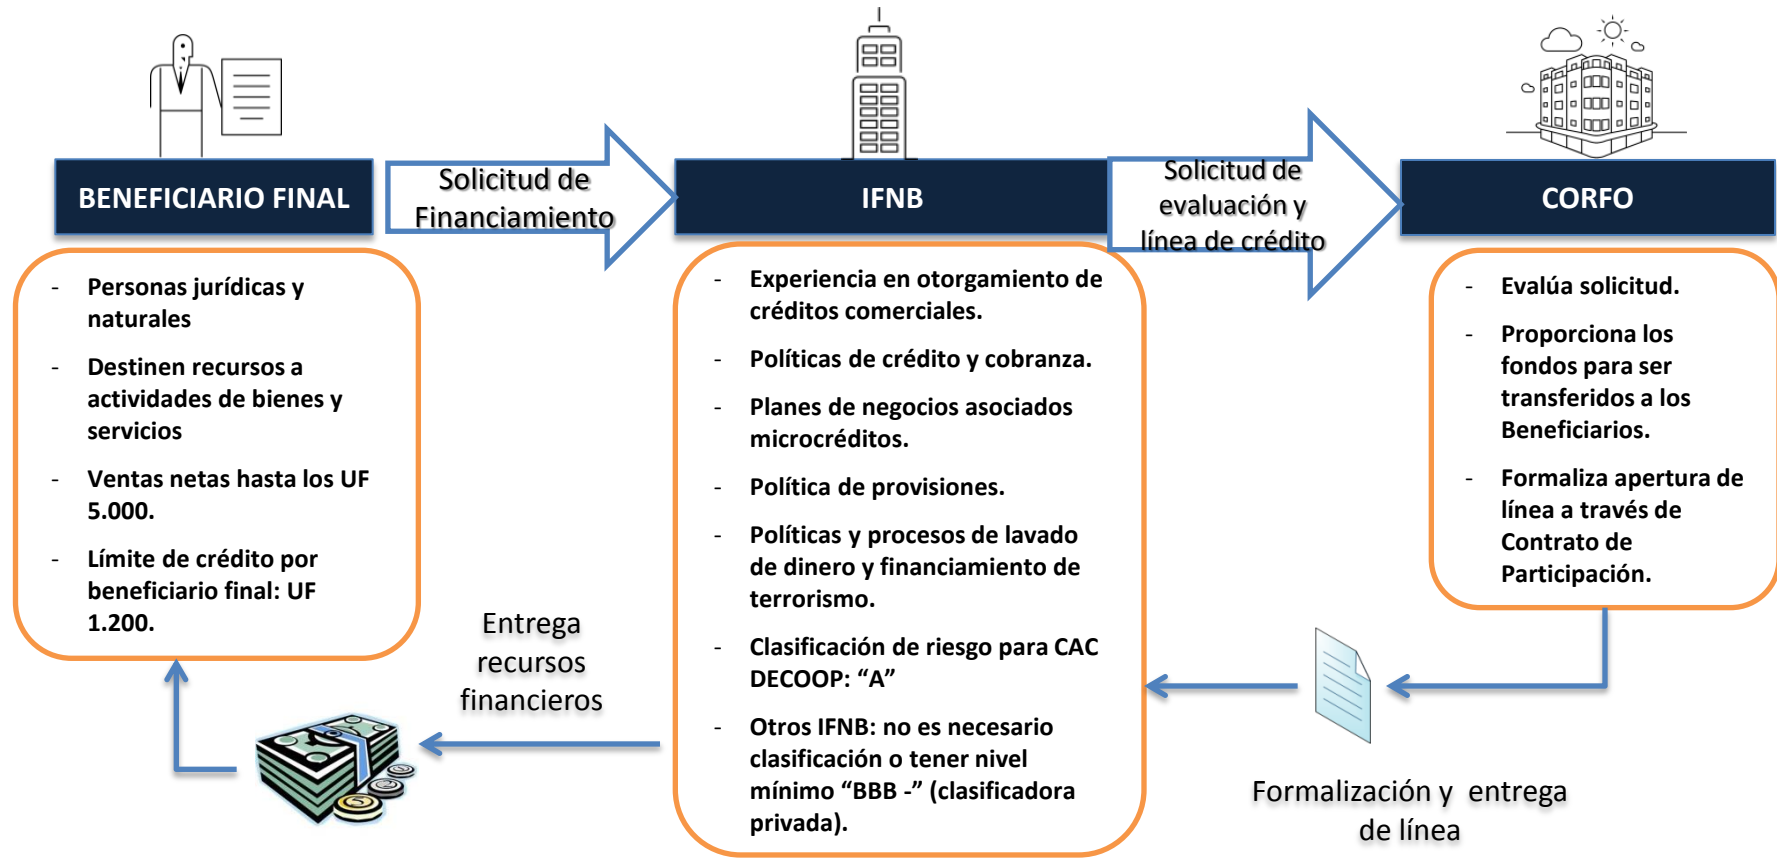 BENEFICIARIO FINAL
Solicitud de
Financiamiento
IFNB
Solicitud de
evaluación y
línea de crédito
CORFO
- Personas jurídicas y
naturales
- Destinen recursos a
actividades de bienes y
servicios
- Ventas netas hasta los UF
5.000.
- Límite de crédito por
beneficiario final: UF
1.200.
- Experiencia en otorgamiento de
créditos comerciales.
- Políticas de crédito y cobranza.
- Planes de negocios asociados
microcréditos.
- Política de provisiones.
- Políticas y procesos de lavado
de dinero y financiamiento de
terrorismo.
- Clasificación de riesgo para CAC
DECOOP: “A”
- Otros IFNB: no es necesario
clasificación o tener nivel
mínimo “BBB -” (clasificadora
privada).
- Evalúa solicitud.
- Proporciona los
fondos para ser
transferidos a los
Beneficiarios.
- Formaliza apertura de
línea a través de
Contrato de
Participación.
Entrega
recursos
financieros
Formalización y entrega
de línea